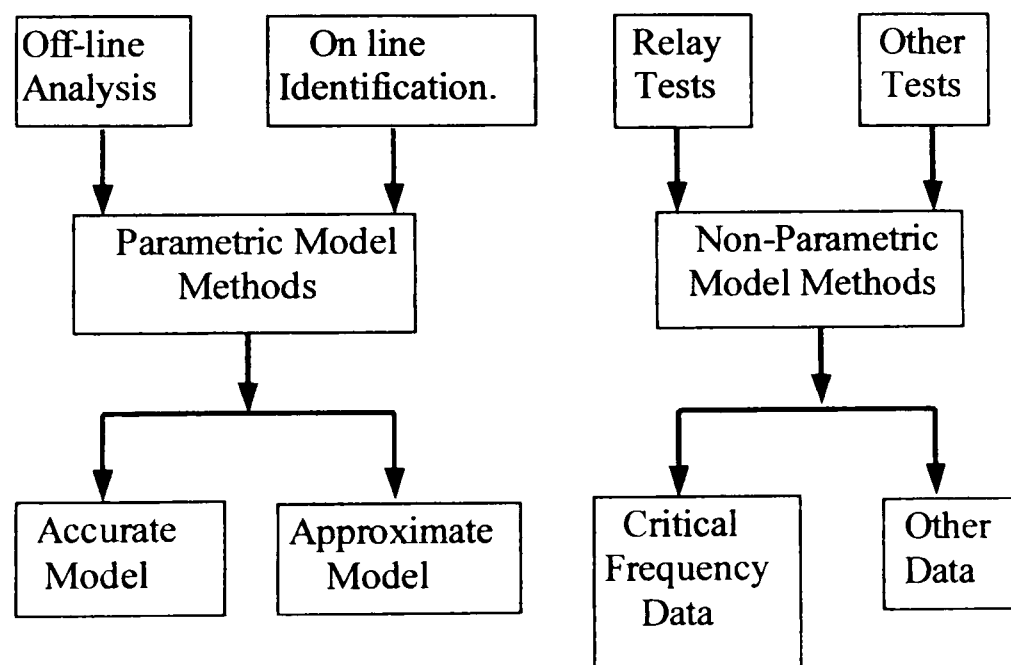 Off-line
Analysis
On line
Identification.
Relay
Tests
Other
Tests
Parametric Model
Methods
Non-Parametric
Model Methods
Accurate
Model
Approximate
Model
Critical
Frequency
Data
Other
Data